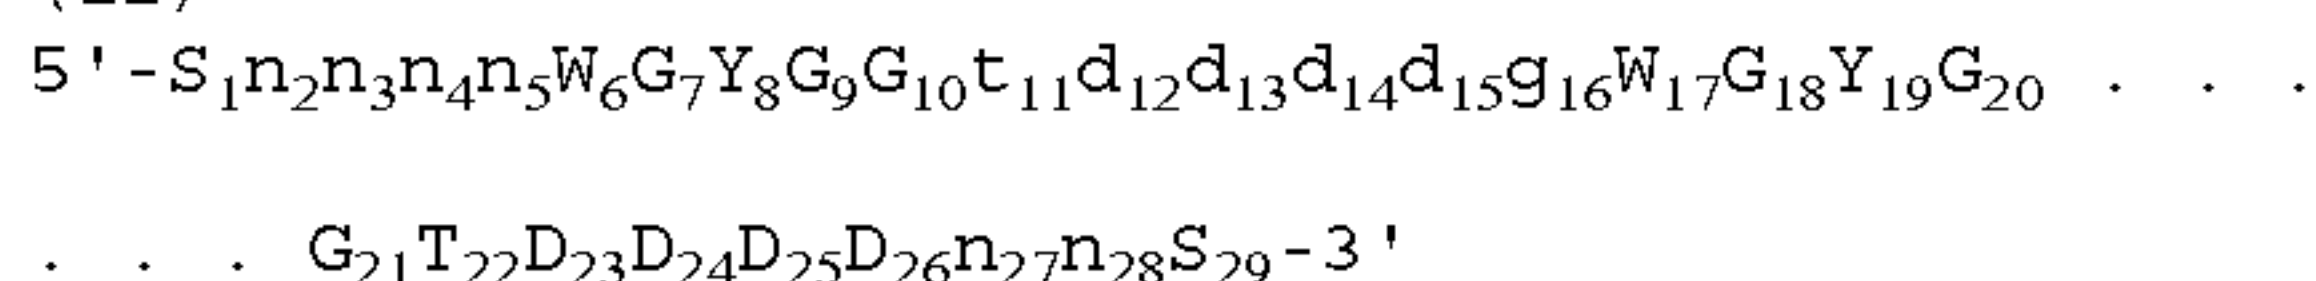 5'-S₁n₂n₃n₄n₅W₆G₇Y₈G₉G₁₀t₁₁d₁₂d₁₃d₁₄d₁₅g₁₆W₁₇G₁₈Y₁₉G₂₀ . . .
. . . G₂₁T₂₂D₂₃D₂₄D₂₅D₂₆n₂₇n₂₈S₂₉-3'